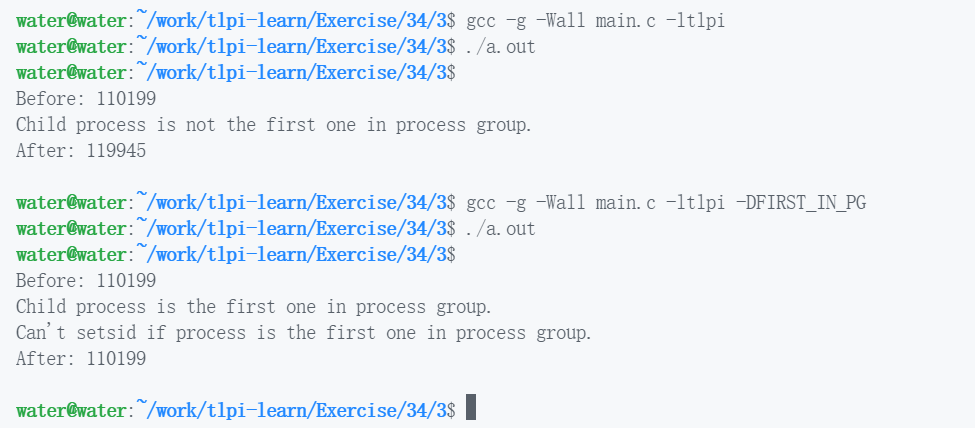 water@water:~/work/tlpi-learn/Exercise/34/3$ gcc -g -Wall main.c -ltlpi
water@water:~/work/tlpi-learn/Exercise/34/3$ ./a.out
water@water:~/work/tlpi-learn/Exercise/34/3$
Before: 110199
Child process is not the first one in process group.
After: 119945
water@water:~/work/tlpi-learn/Exercise/34/3$ gcc -g -Wall main.c -ltlpi -DFIRST_IN_PG
water@water:~/work/tlpi-learn/Exercise/34/3$ ./a.out
water@water:~/work/tlpi-learn/Exercise/34/3$
Before: 110199
Child process is the first one in process group.
Can't setsid if process is the first one in process group.
After: 110199
water@water:~/work/tlpi-learn/Exercise/34/3$